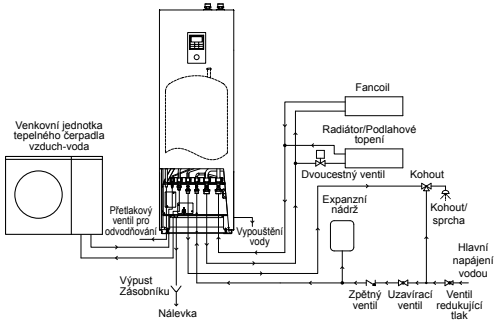 Venkovní jednotka
tepelného čerpadla
vzduch-voda
Fancoil
Radiátor/Podlahové
topení
Dvoucestný ventil
Kohout
Přetlakový
ventil pro
odvodňování
Vypouštění
vody
Expanzní
nádrž
Kohout/
sprcha
Hlavní
napájení
vodou
Výpust
Zásobníku
Nálevka
Zpětný
ventil
Uzavírací
ventil
Ventil
redukující
tlak